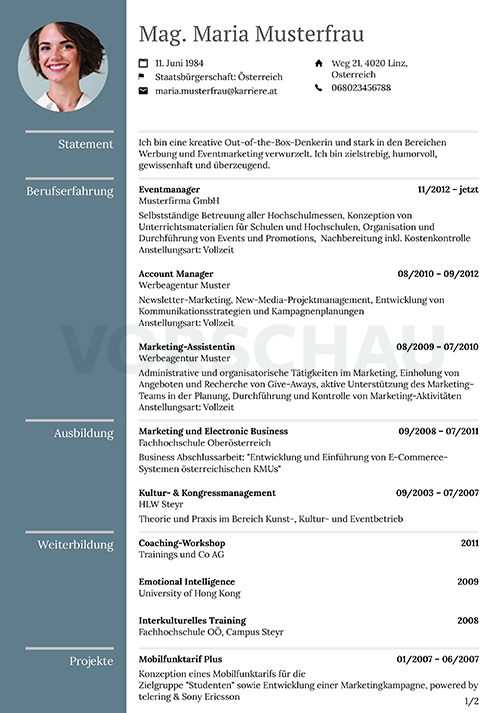 Mag. Maria Musterfrau
11. Juni 1984
Staatsbürgerschaft: Österreich
maria.musterfrau@karriere.at
Weg 21, 4020 Linz,
Österreich
068023456788
Statement
Ich bin eine kreative Out-of-the-Box-Denkerin und stark in den Bereichen
Werbung und Eventmarketing verwurzelt. Ich bin zielstrebig, humorvoll,
gewissenhaft und überzeugend.
Berufserfahrung
Eventmanager 11/2012 – jetzt
Musterfirma GmbH
Selbstständige Betreuung aller Hochschulmessen, Konzeption von
Unterrichtsmaterialien für Schulen und Hochschulen, Organisation und
Durchführung von Events und Promotions, Nachbereitung inkl. Kostenkontrolle
Anstellungsart: Vollzeit
Account Manager 08/2010 – 09/2012
Werbeagentur Muster
Newsletter-Marketing, New-Media-Projektmanagement, Entwicklung von
Kommunikationsstrategien und Kampagnenplanungen
Anstellungsart: Vollzeit
VORSCHAU
Marketing-Assistentin 08/2009 – 07/2010
Werbeagentur Muster
Administrative und organisatorische Tätigkeiten im Marketing, Einholung von
Angeboten und Recherche von Give-Aways, aktive Unterstützung des Marketing-
Teams in der Planung, Durchführung und Kontrolle von Marketing-Aktivitäten
Anstellungsart: Vollzeit
Ausbildung
Marketing und Electronic Business 09/2008 – 07/2011
Fachhochschule Oberösterreich
Business Abschlussarbeit: "Entwicklung und Einführung von E-Commerce-
Systemen österreichischen KMUs"
Kultur- & Kongressmanagement 09/2003 – 07/2007
HLW Steyr
Theorie und Praxis im Bereich Kunst-, Kultur- und Eventbetrieb
Weiterbildung
Coaching-Workshop 2011
Trainings und Co AG
Emotional Intelligence 2009
University of Hong Kong
Interkulturelles Training 2008
Fachhochschule OÖ, Campus Steyr
Projekte
Mobilfunktarif Plus 01/2007 – 06/2007
Konzeption eines Mobilfunktarifs für die
Zielgruppe "Studenten" sowie Entwicklung einer Marketingkampagne, powered by
telering & Sony Ericsson
1/2